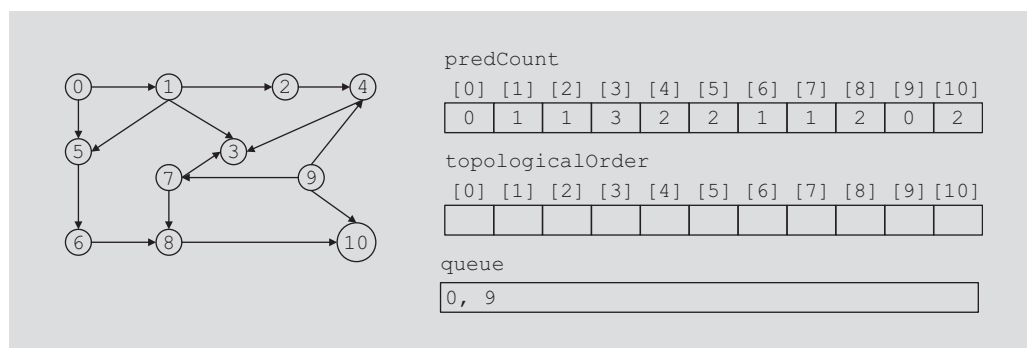 0 1 2 4
5 3
7 9
6 8 10
predCount
[0] [1] [2] [3] [4] [5] [6] [7] [8] [9] [10]
0 1 1 3 2 2 1 1 2 0 2
topologicalOrder
[0] [1] [2] [3] [4] [5] [6] [7] [8] [9] [10]
queue
0, 9